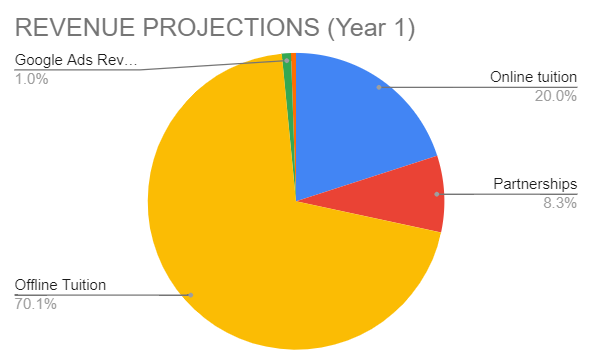 REVENUE PROJECTIONS (Year 1)
Google Ads Rev…
1.0%
Online tuition
20.0%
Partnerships
8.3%
Offline Tuition
70.1%